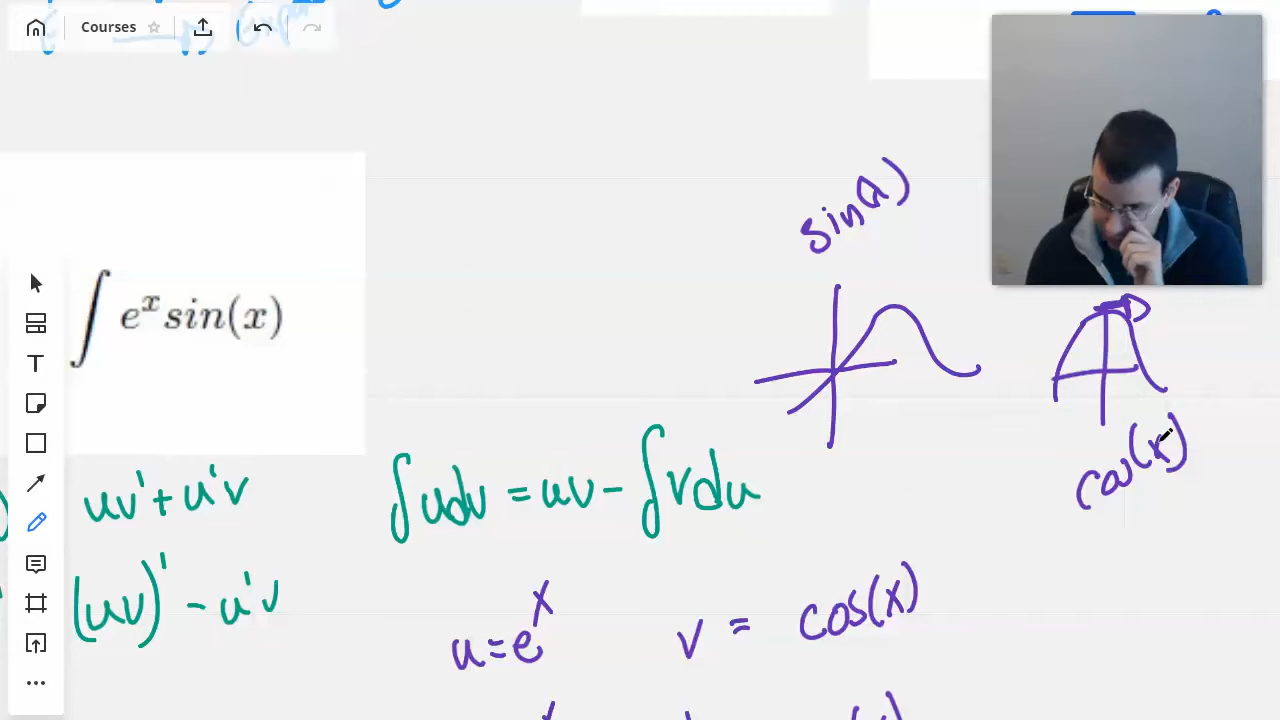 Courses
sin(x)
∫ e^x sin(x)
cos(x)
uv' + u'v
∫udv = uv - ∫vdu
(uv)' - u'v
u = e^x
v = cos(x)